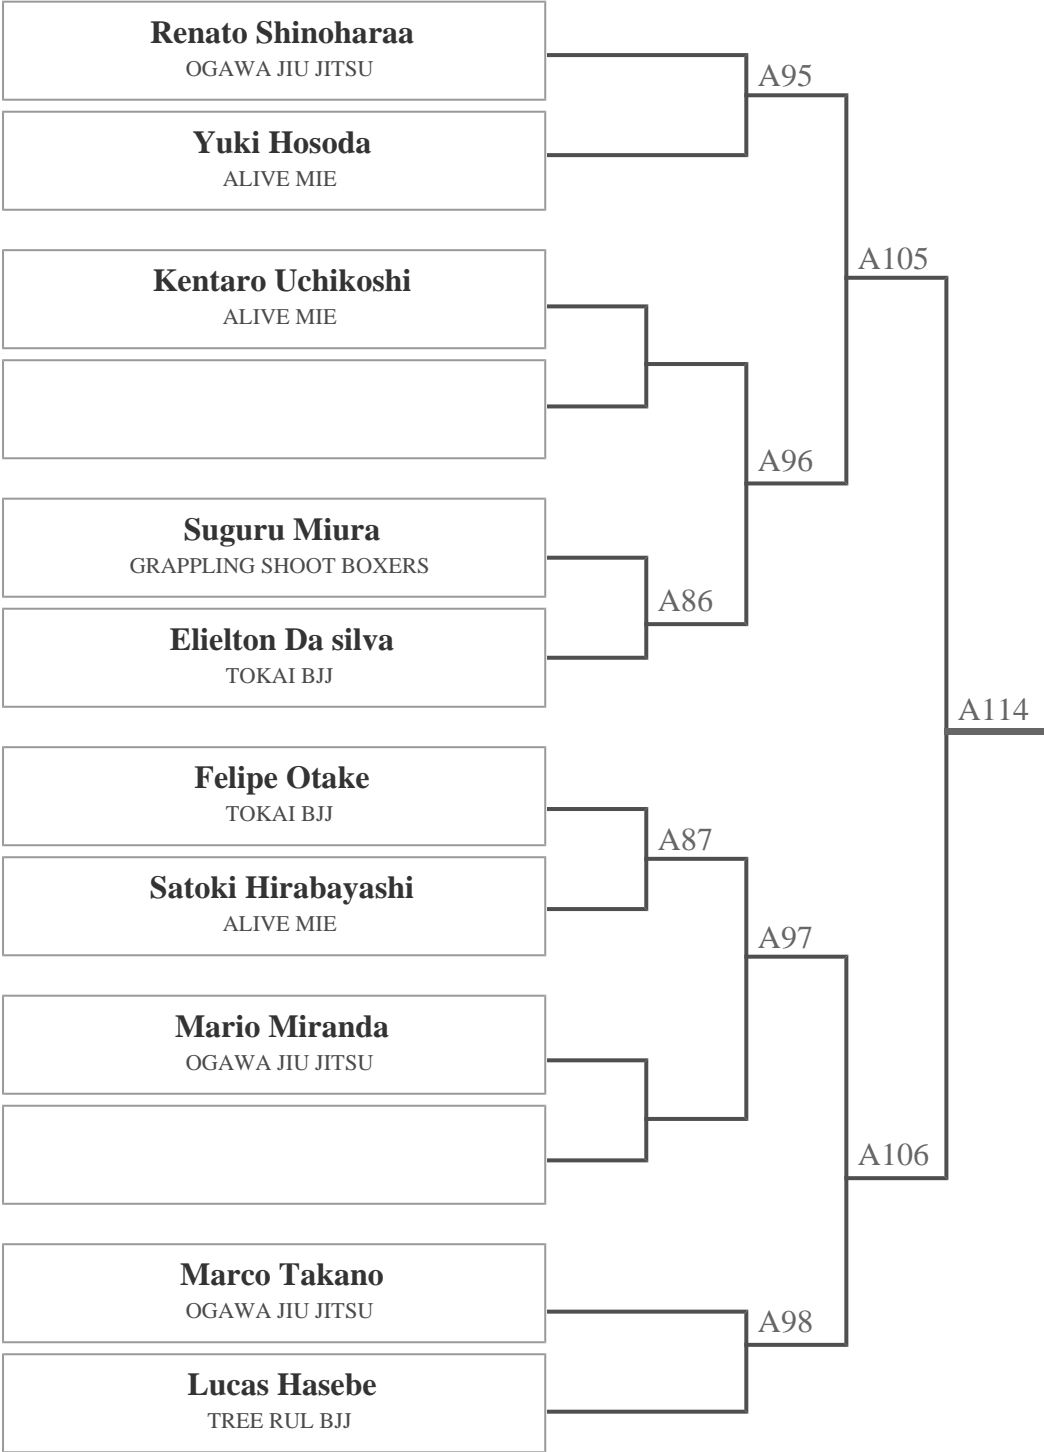 Renato Shinoharaa
OGAWA JIU JITSU
A95
Yuki Hosoda
ALIVE MIE
A105
Kentaro Uchikoshi
ALIVE MIE
A96
Suguru Miura
GRAPPLING SHOOT BOXERS
A86
Elielton Da silva
TOKAI BJJ
A114
Felipe Otake
TOKAI BJJ
A87
Satoki Hirabayashi
ALIVE MIE
A97
Mario Miranda
OGAWA JIU JITSU
A106
Marco Takano
OGAWA JIU JITSU
A98
Lucas Hasebe
TREE RUL BJJ